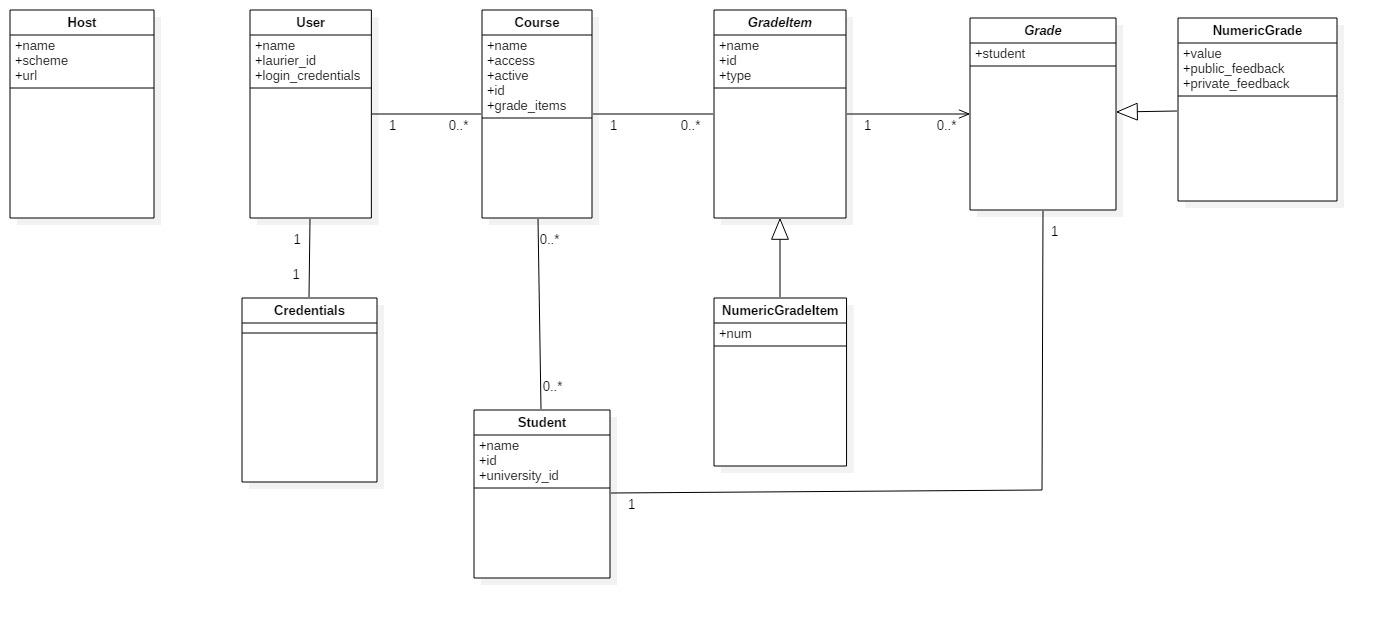 Host
+name
+scheme
+url
User
+name
+laurier_id
+login_credentials
Course
+name
+access
+active
+id
+grade_items
GradeItem
+name
+id
+type
Grade
+student
NumericGrade
+value
+public_feedback
+private_feedback
1
0..*
1
0..*
1
0..*
1
1
0..*
0..*
1
Credentials
NumericGradeItem
+num
Student
+name
+id
+university_id
1